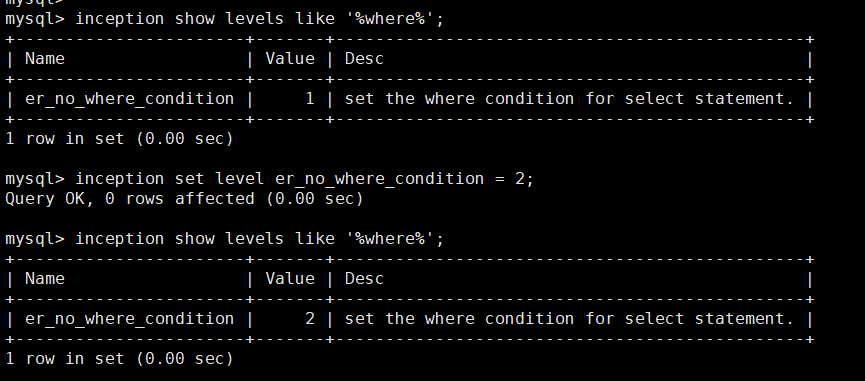 mysql>
mysql> inception show levels like '%where%';
+-----------------------+-------+-----------------------------------------------+
| Name                  | Value | Desc                                          |
+-----------------------+-------+-----------------------------------------------+
| er_no_where_condition |     1 | set the where condition for select statement. |
+-----------------------+-------+-----------------------------------------------+
1 row in set (0.00 sec)

mysql> inception set level er_no_where_condition = 2;
Query OK, 0 rows affected (0.00 sec)

mysql> inception show levels like '%where%';
+-----------------------+-------+-----------------------------------------------+
| Name                  | Value | Desc                                          |
+-----------------------+-------+-----------------------------------------------+
| er_no_where_condition |     2 | set the where condition for select statement. |
+-----------------------+-------+-----------------------------------------------+
1 row in set (0.00 sec)